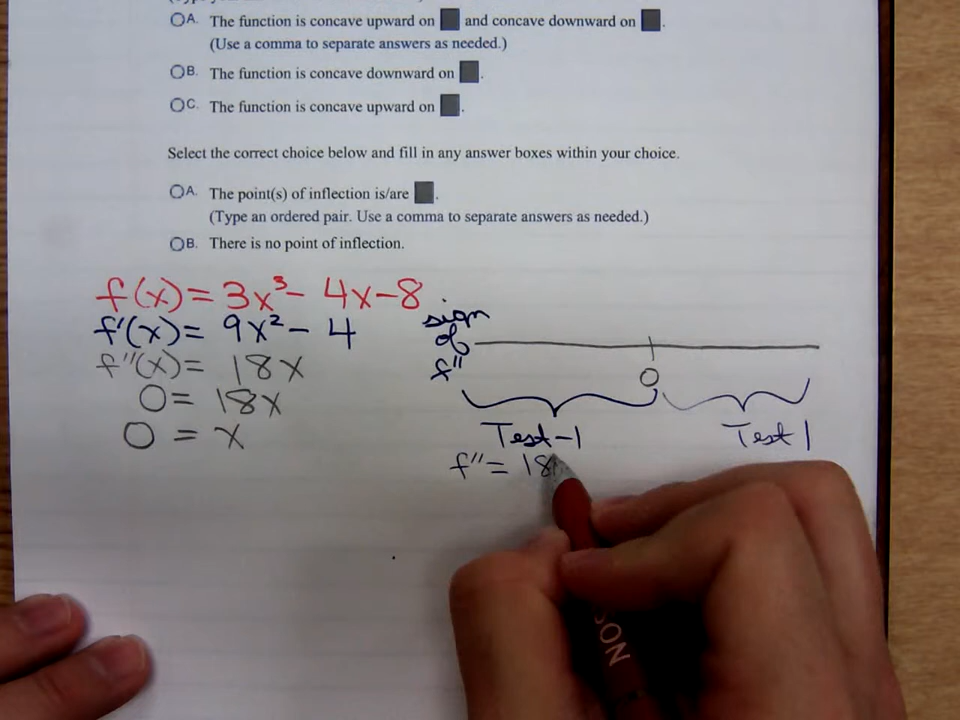 A. The function is concave upward on and concave downward on .
(Use a comma to separate answers as needed.)
B. The function is concave downward on .
C. The function is concave upward on .
Select the correct choice below and fill in any answer boxes within your choice.
A. The point(s) of inflection is/are .
(Type an ordered pair. Use a comma to separate answers as needed.)
B. There is no point of inflection.
f(x) = 3x³ - 4x - 8
f'(x) = 9x² - 4
f''(x) = 18x
0 = 18x
0 = x
sign
of
f''
0
Test -1
Test 1
f'' = 18